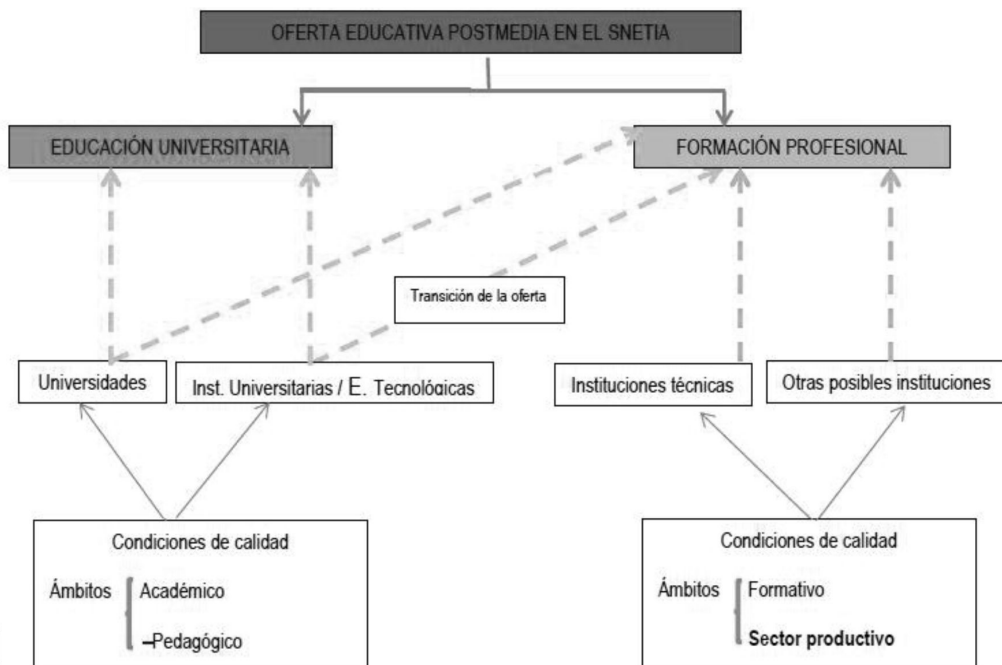 OFERTA EDUCATIVA POSTMEDIA EN EL SNETIA
EDUCACIÓN UNIVERSITARIA
FORMACIÓN PROFESIONAL
Transición de la oferta
Universidades
Inst. Universitarias / E. Tecnológicas
Instituciones técnicas
Otras posibles instituciones
Condiciones de calidad
Ámbitos
Académico
–Pedagógico
Condiciones de calidad
Ámbitos
Formativo
Sector productivo